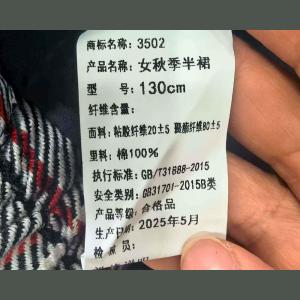 商标名称：3502
产品名称：女秋季半裙
型 号：130cm
纤维含量：
面料：粘胶纤维20±5 聚酯纤维80±5
里料：棉100%
执行标准：GB/T31888-2015
安全类别：GB31701-2015B类
产品等级：合格品
生产日期：2025年5月
检 验 员：